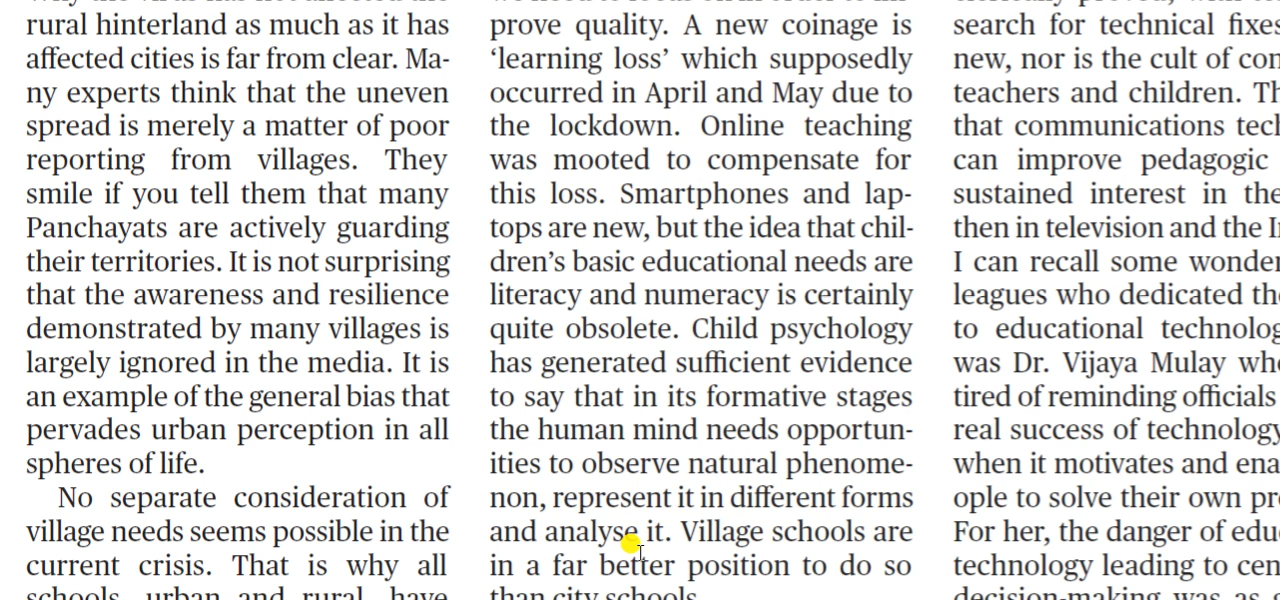 rural hinterland as much as it has
affected cities is far from clear. Ma-
ny experts think that the uneven
spread is merely a matter of poor
reporting from villages. They
smile if you tell them that many
Panchayats are actively guarding
their territories. It is not surprising
that the awareness and resilience
demonstrated by many villages is
largely ignored in the media. It is
an example of the general bias that
pervades urban perception in all
spheres of life.
No separate consideration of
village needs seems possible in the
current crisis. That is why all
schools, urban and rural, have
prove quality. A new coinage is
‘learning loss’ which supposedly
occurred in April and May due to
the lockdown. Online teaching
was mooted to compensate for
this loss. Smartphones and lap-
tops are new, but the idea that chil-
dren’s basic educational needs are
literacy and numeracy is certainly
quite obsolete. Child psychology
has generated sufficient evidence
to say that in its formative stages
the human mind needs opportun-
ities to observe natural phenome-
non, represent it in different forms
and analyse it. Village schools are
in a far better position to do so
than city schools.
search for technical fixes
new, nor is the cult of
teachers and children.
that communications
can improve pedagogic
sustained interest in
then in television and the
I can recall some
who dedicated
to educational
was Dr. Vijaya Mulay
tired of reminding officials
real success of technology
when it motivates and
ople to solve their own
For her, the danger of
technology leading to
decision-making was as